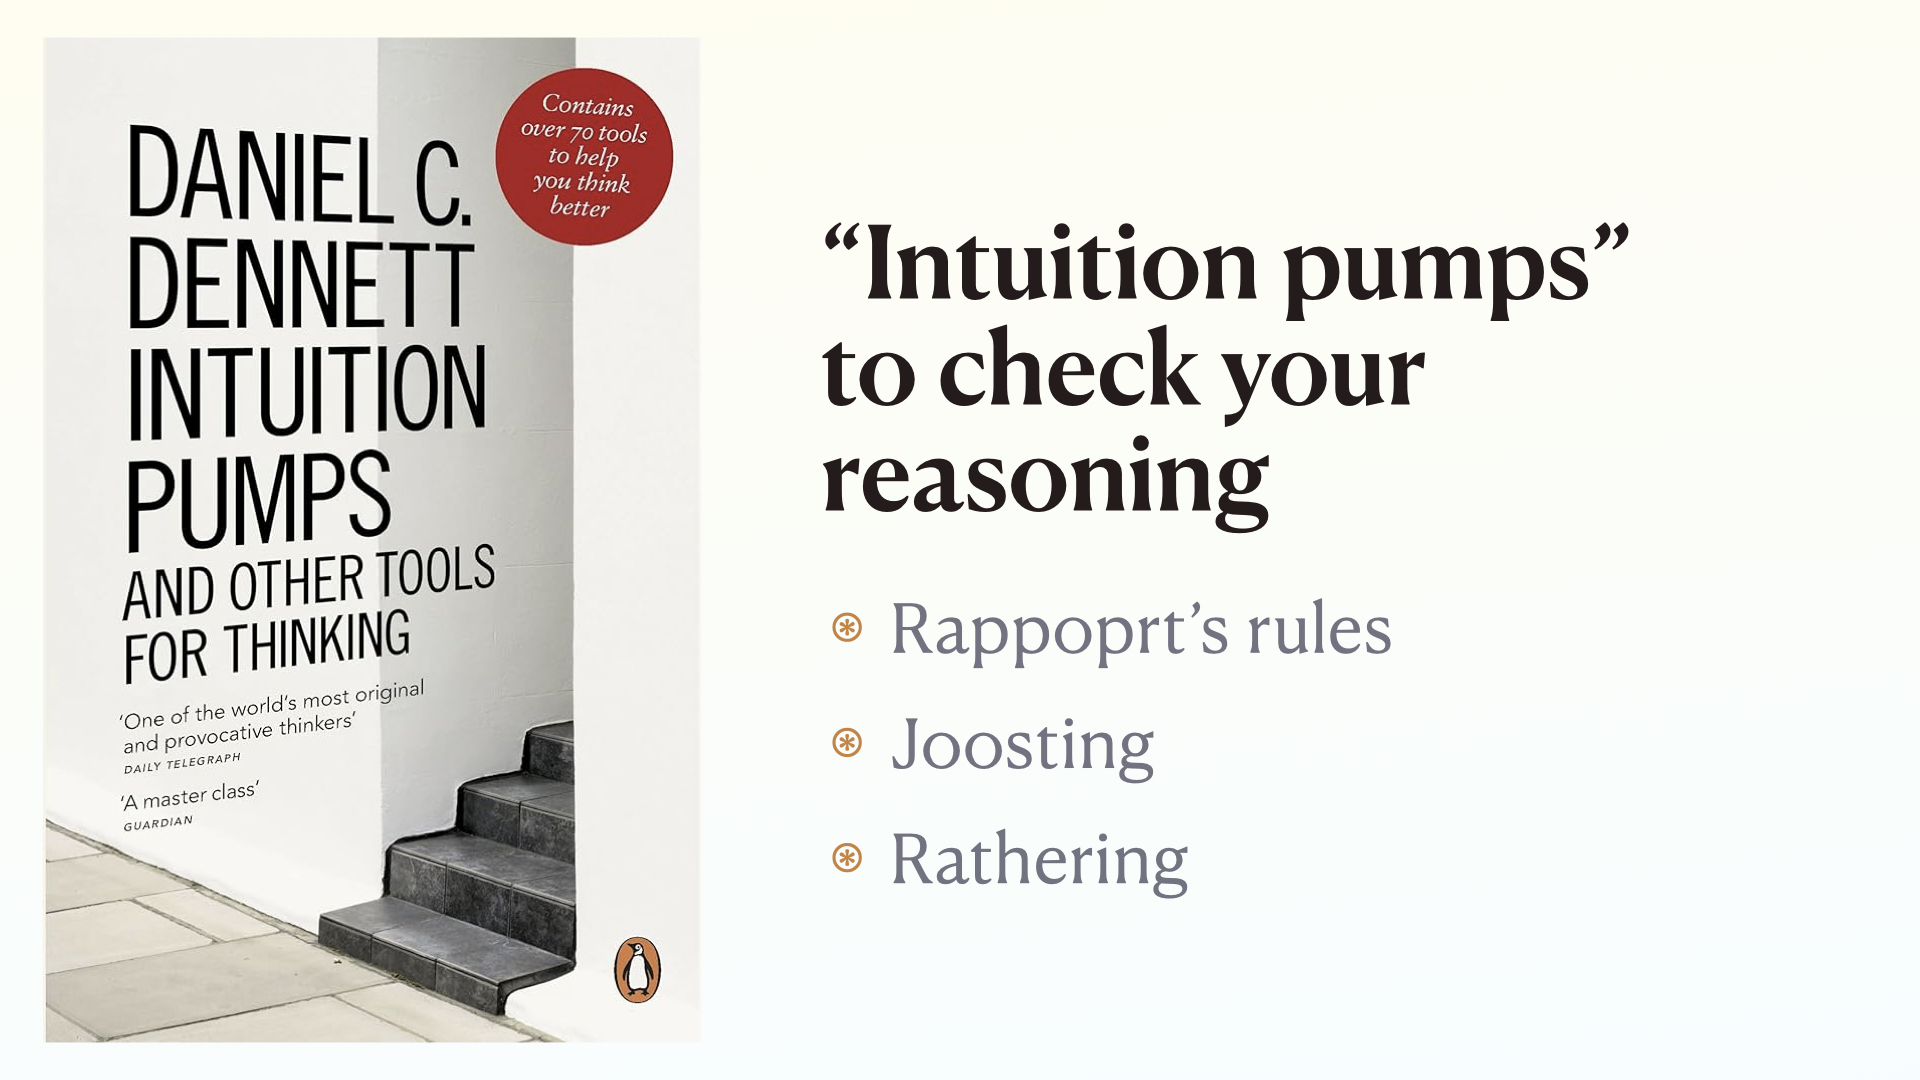 DANIEL C.
DENNETT
INTUITION
PUMPS
AND OTHER TOOLS
FOR THINKING
‘One of the world’s most original
and provocative thinkers’
DAILY TELEGRAPH
‘A master class’
GUARDIAN
Contains
over 70 tools
to help
you think
better
“Intuition pumps”
to check your
reasoning
Rappoprt’s rules
Joosting
Rathering